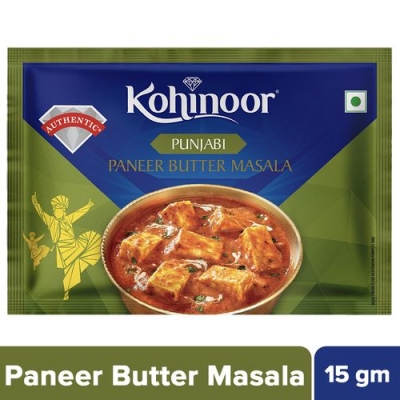 Kohinoor
AUTHENTIC
PUNJABI
PANEER BUTTER MASALA
Paneer Butter Masala
15 gm